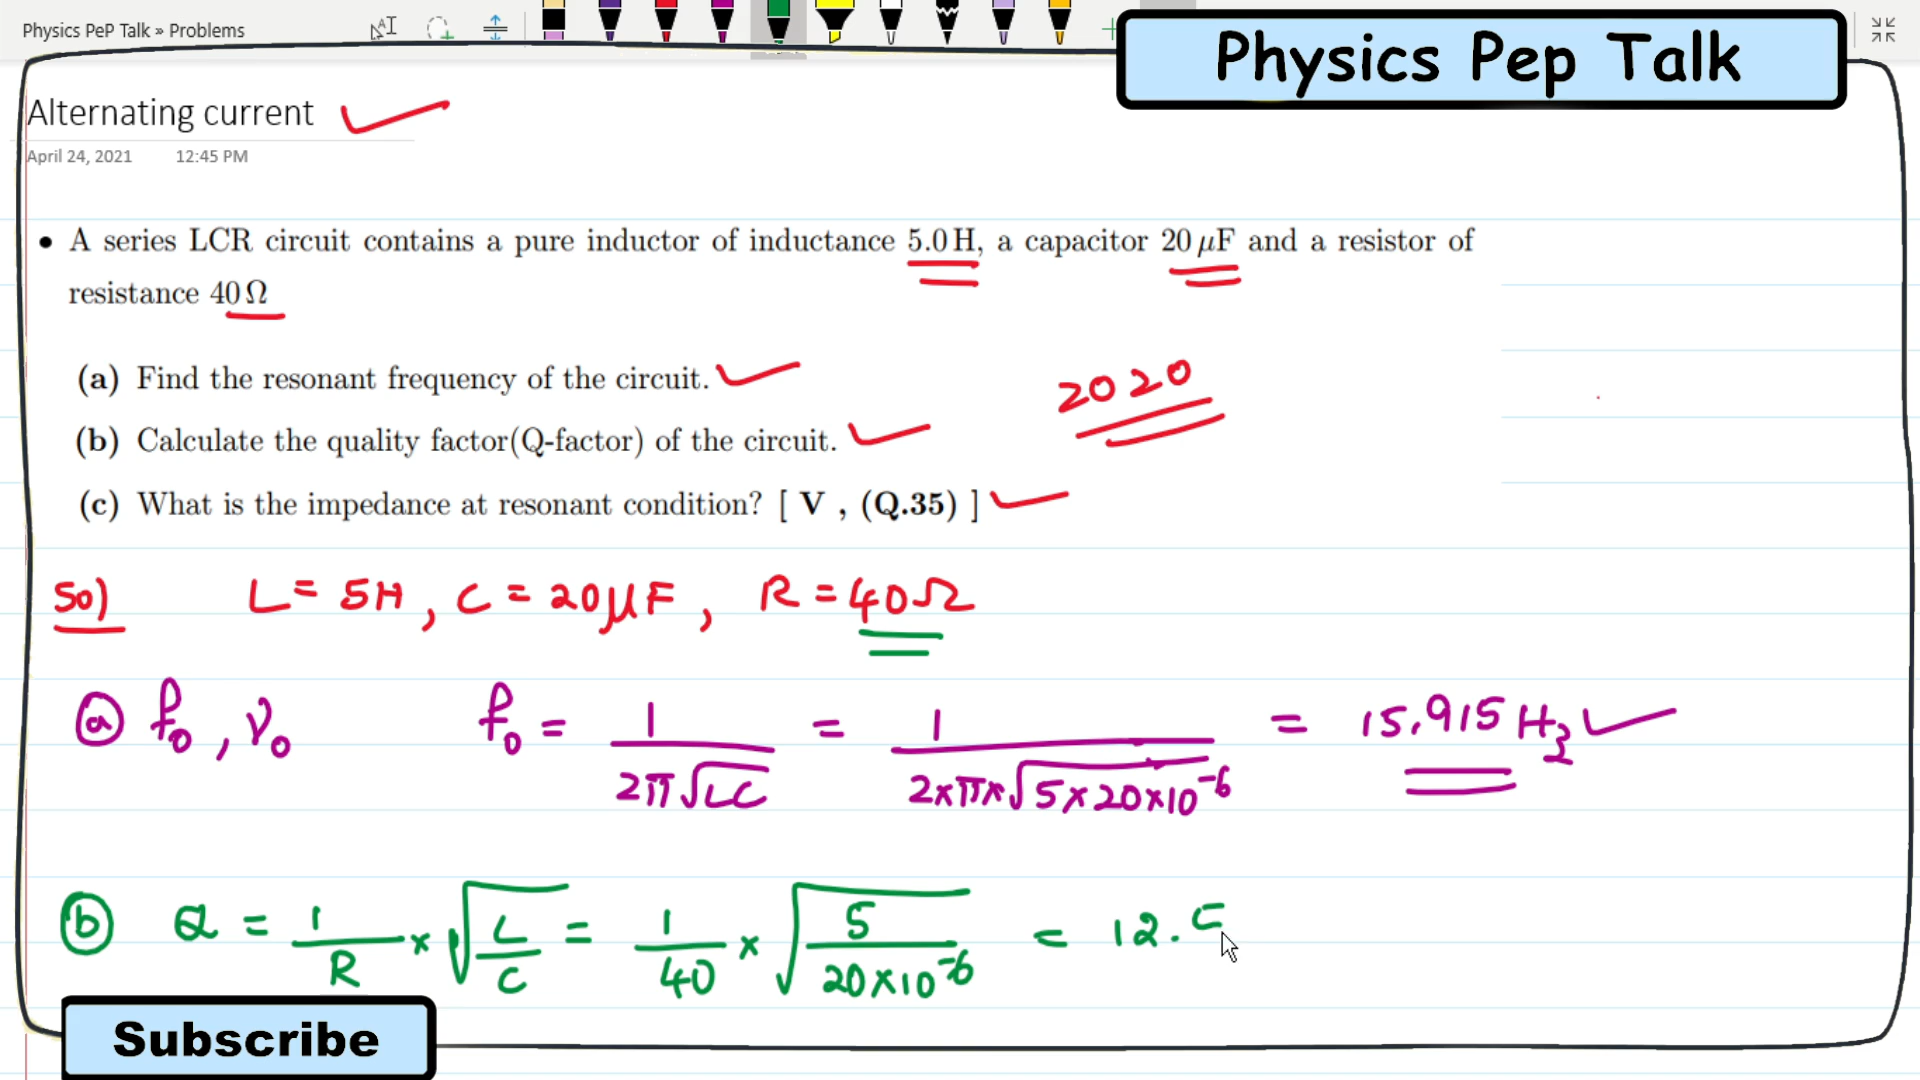 Physics PeP Talk » Problems
Physics Pep Talk
Alternating current
April 24, 2021 12:45 PM
• A series LCR circuit contains a pure inductor of inductance 5.0 H, a capacitor 20 μF and a resistor of
resistance 40 Ω
(a) Find the resonant frequency of the circuit.
2020
(b) Calculate the quality factor(Q-factor) of the circuit.
(c) What is the impedance at resonant condition? [ V , (Q.35) ]
Sol L = 5H, C = 20μF, R = 40Ω
(a) f₀, ν₀ f₀ = 1/(2π√LC) = 1/(2×π×√(5×20×10⁻⁶)) = 15.915 Hz
(b) Q = 1/R × √(L/C) = 1/40 × √(5/(20×10⁻⁶)) = 12.5
Subscribe